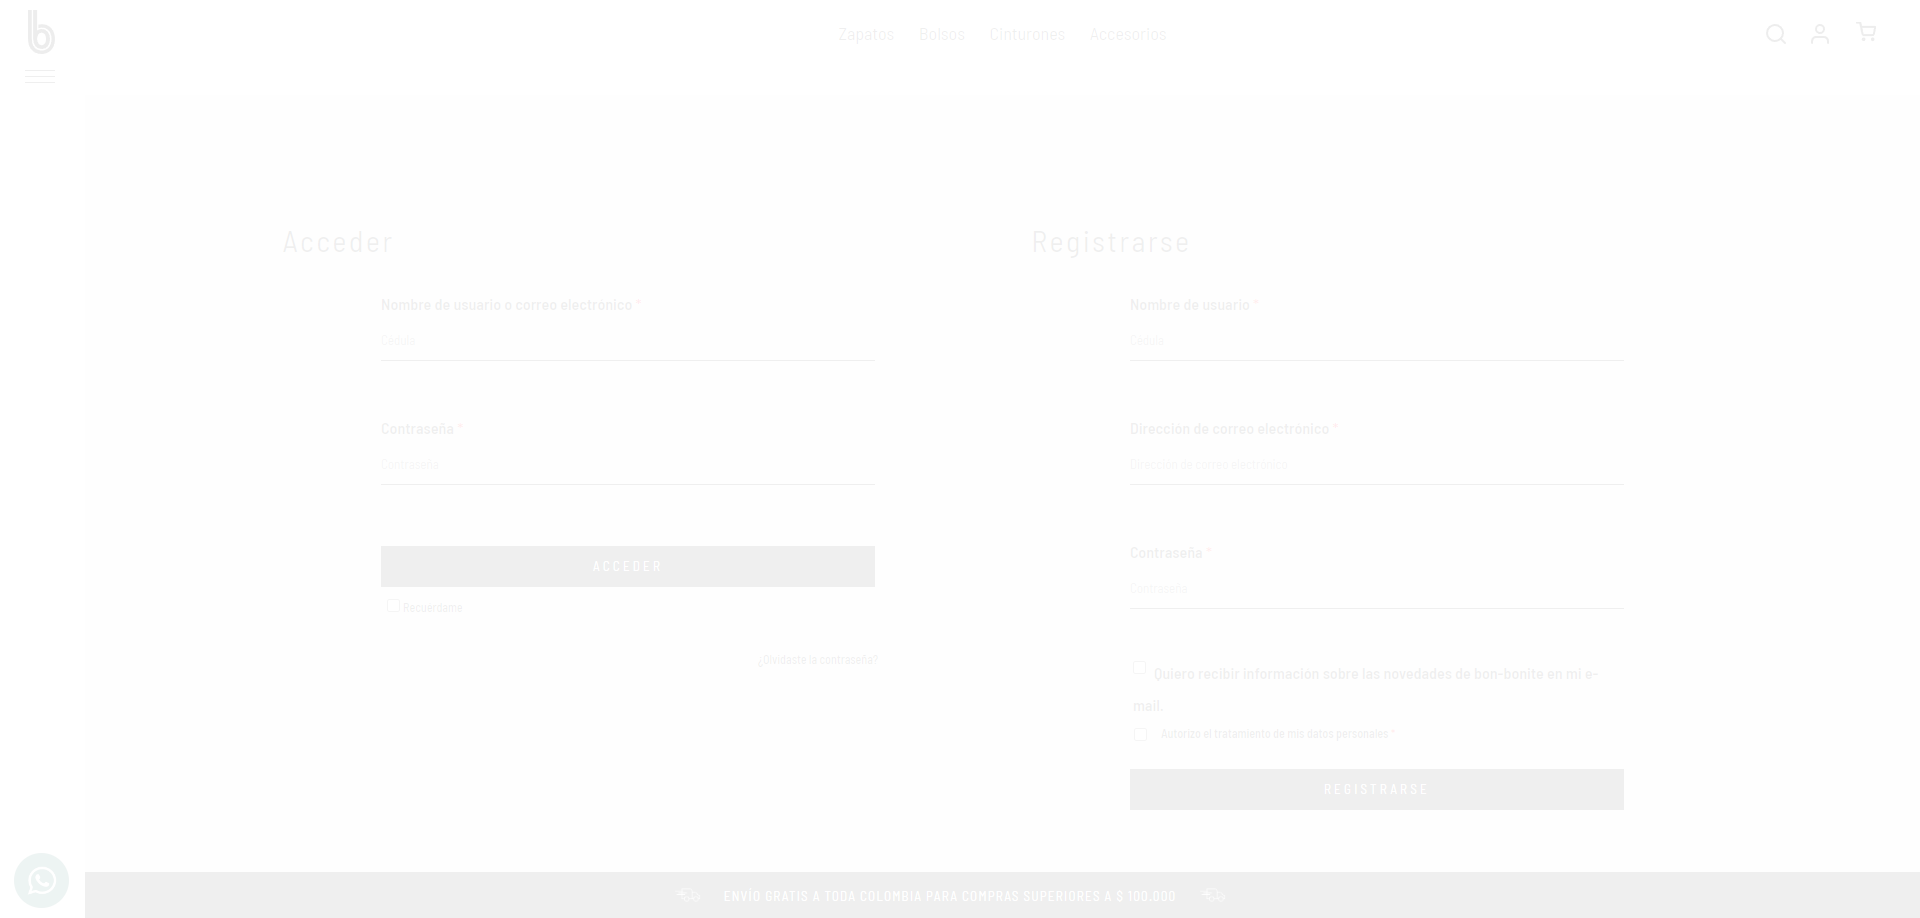 Zapatos Bolsos Cinturones Accesorios
Acceder
Nombre de usuario o correo electrónico *
Cédula
Contraseña *
Contraseña
ACCEDER
Recuérdame
¿Olvidaste la contraseña?
Registrarse
Nombre de usuario *
Cédula
Dirección de correo electrónico *
Dirección de correo electrónico
Contraseña *
Contraseña
Quiero recibir información sobre las novedades de bon-bonite en mi e-
mail.
Autorizo el tratamiento de mis datos personales *
REGISTRARSE
ENVÍO GRATIS A TODA COLOMBIA PARA COMPRAS SUPERIORES A $ 100.000